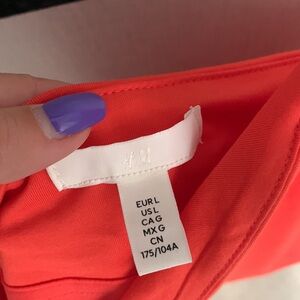 H&M
EUR L
US L
CA G
MX G
CN
175/104A